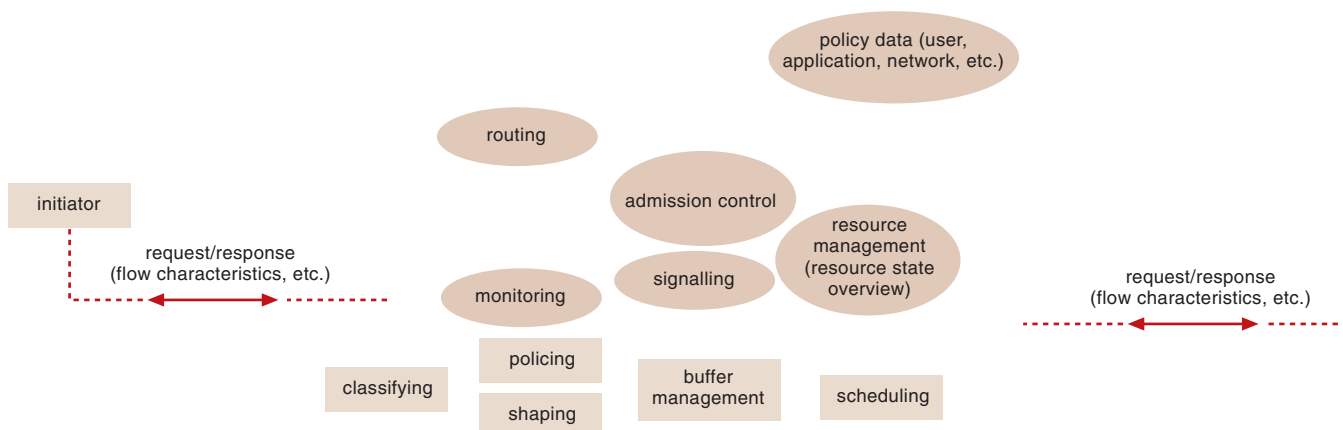 policy data (user,
application, network, etc.)
routing
initiator
admission control
resource
management
(resource state
overview)
request/response
(flow characteristics, etc.)
signalling
monitoring
request/response
(flow characteristics, etc.)
policing
classifying
shaping
buffer
management
scheduling